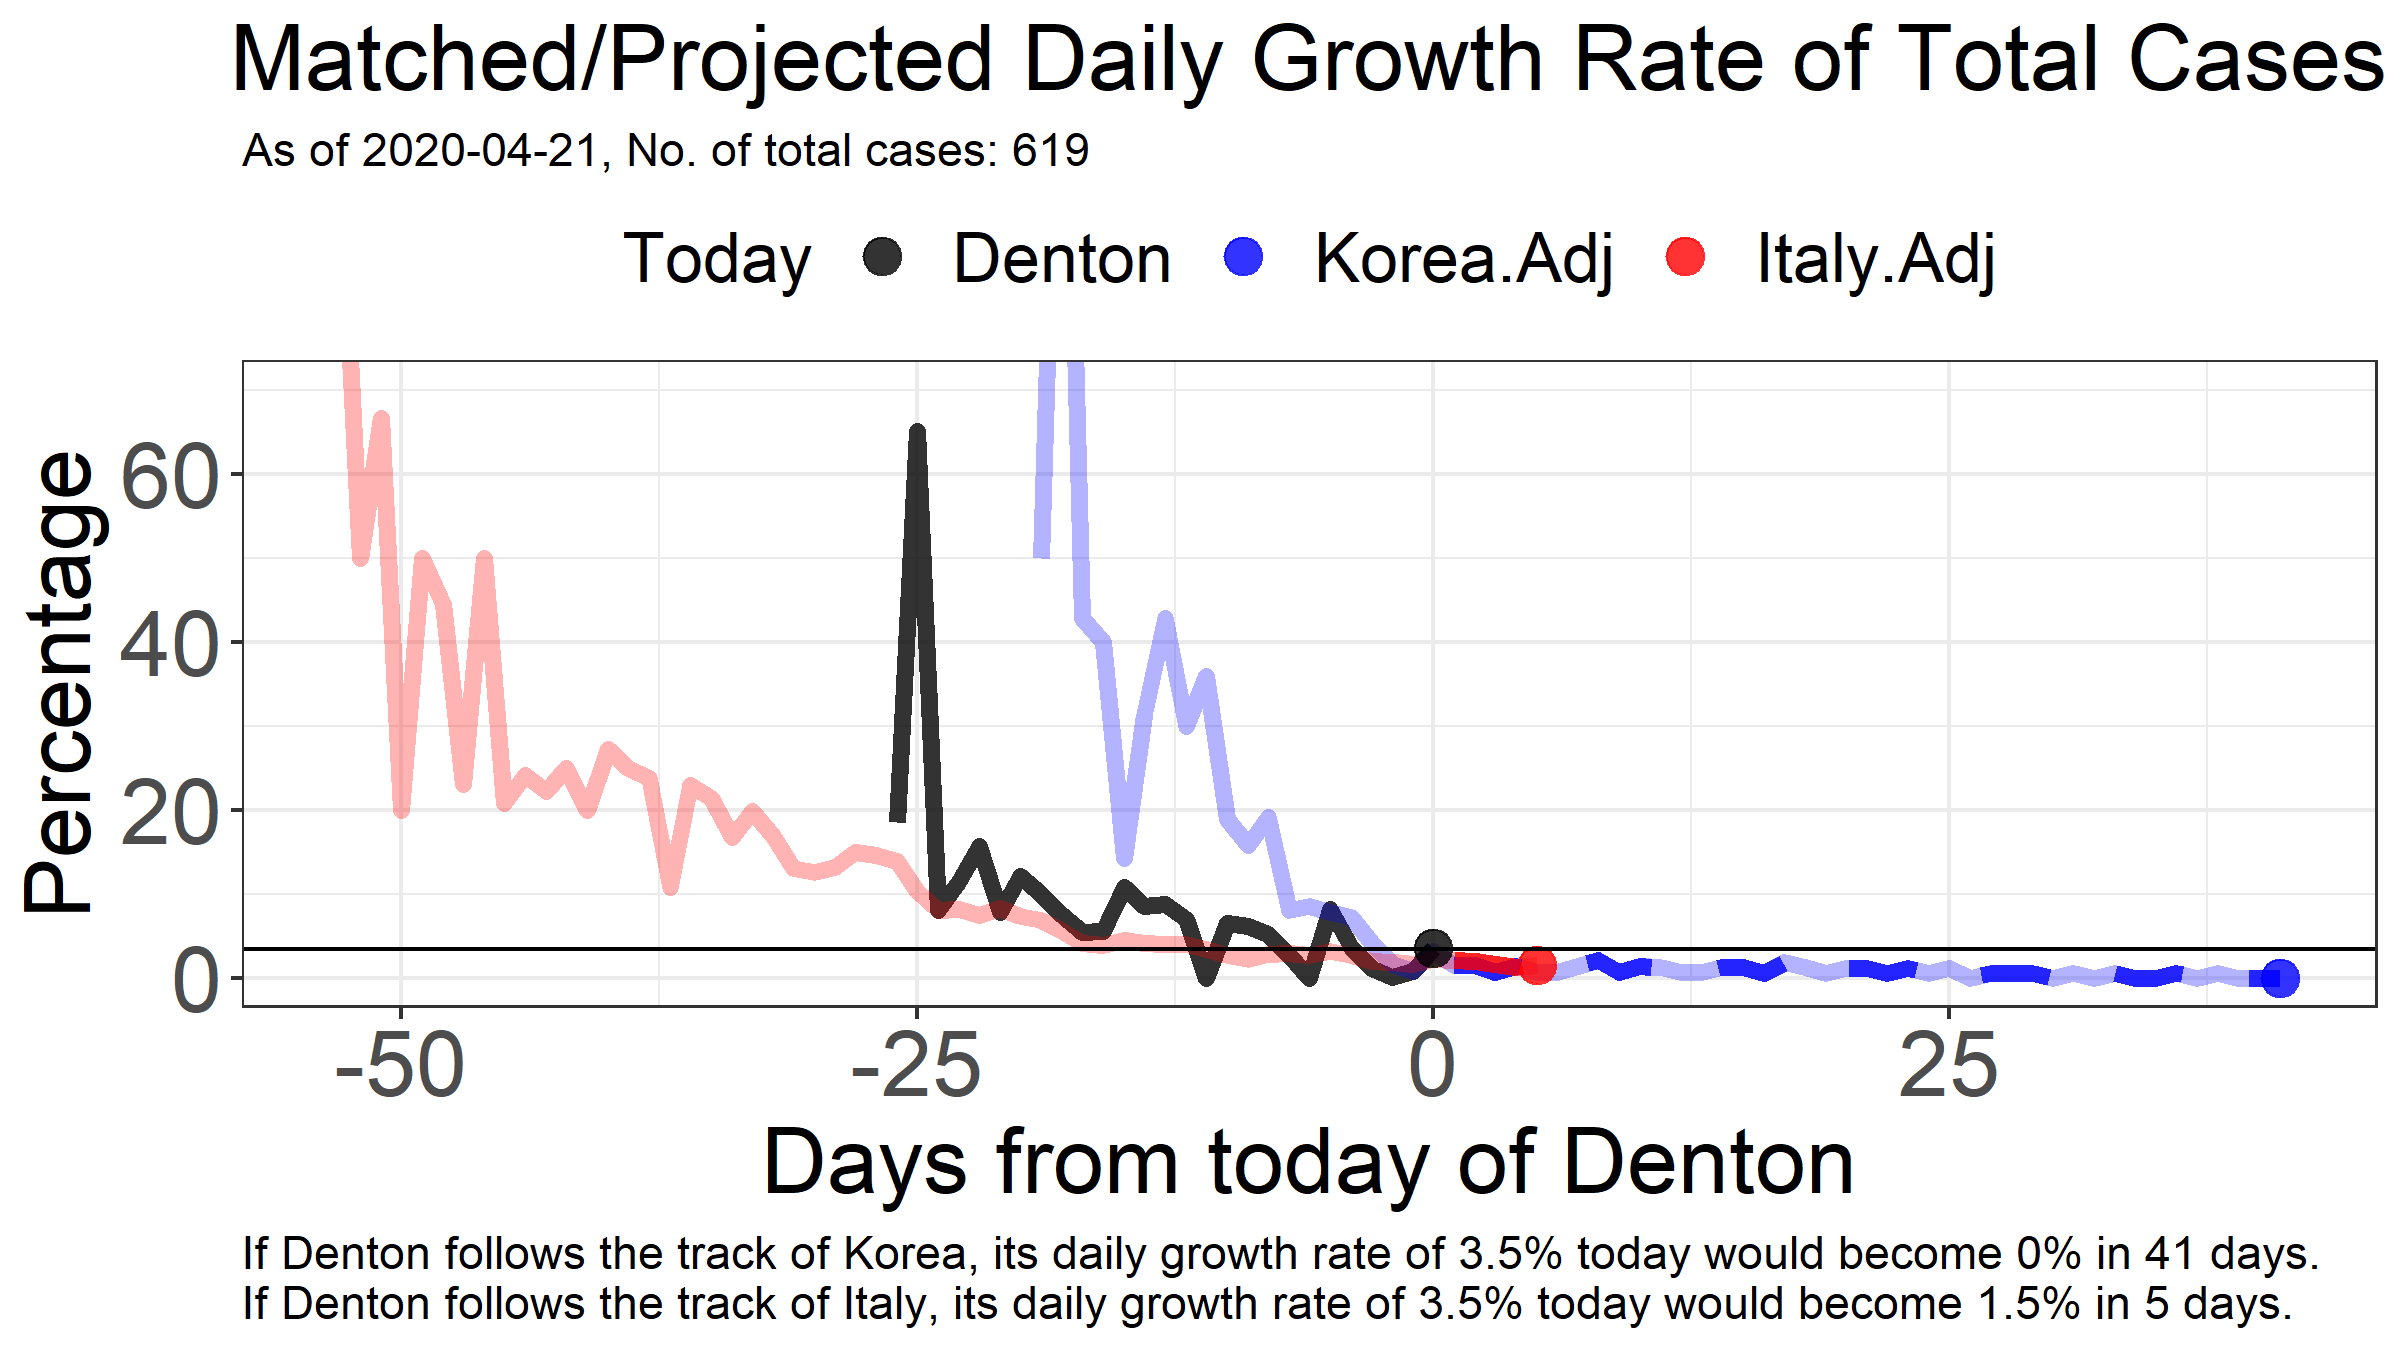 Matched/Projected Daily Growth Rate of Total Cases
As of 2020-04-21, No. of total cases: 619
Today Denton Korea.Adj Italy.Adj
Percentage
60
40
20
0
-50 -25 0 25
Days from today of Denton
If Denton follows the track of Korea, its daily growth rate of 3.5% today would become 0% in 41 days.
If Denton follows the track of Italy, its daily growth rate of 3.5% today would become 1.5% in 5 days.